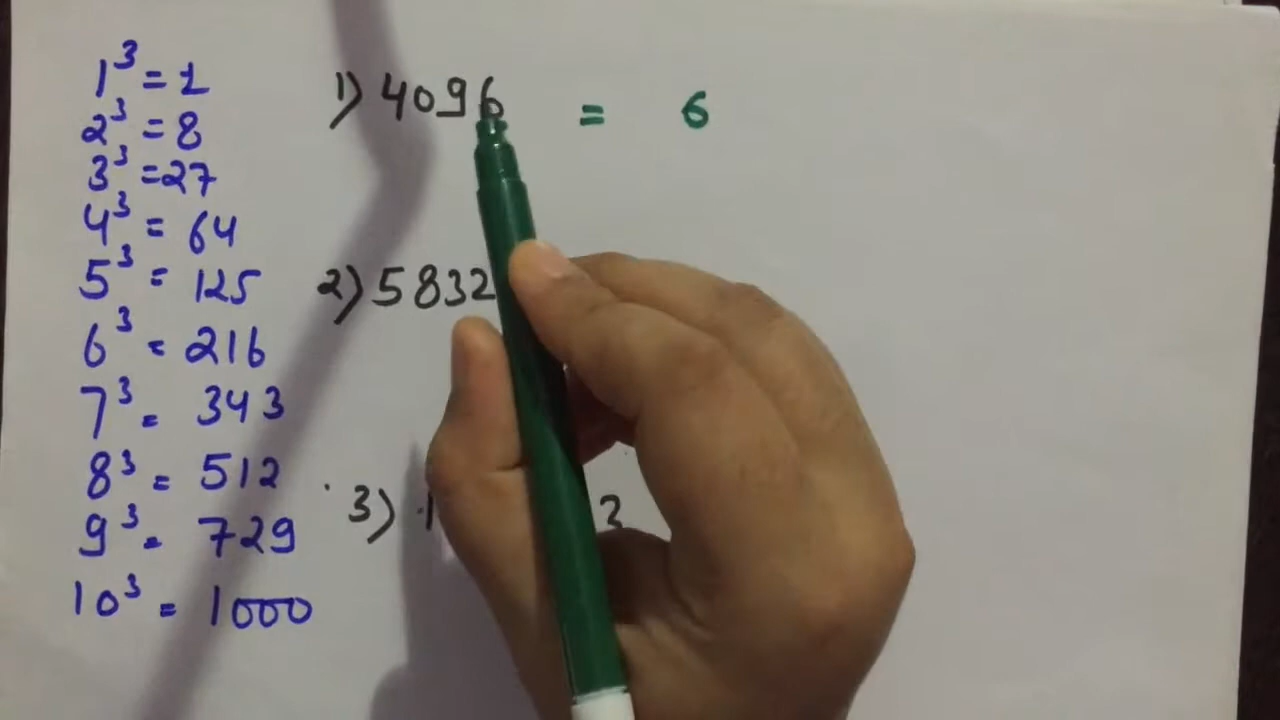 1³ = 1
2³ = 8
3³ = 27
4³ = 64
5³ = 125
6³ = 216
7³ = 343
8³ = 512
9³ = 729
10³ = 1000
1) 4096 = 6
2) 5832
3)